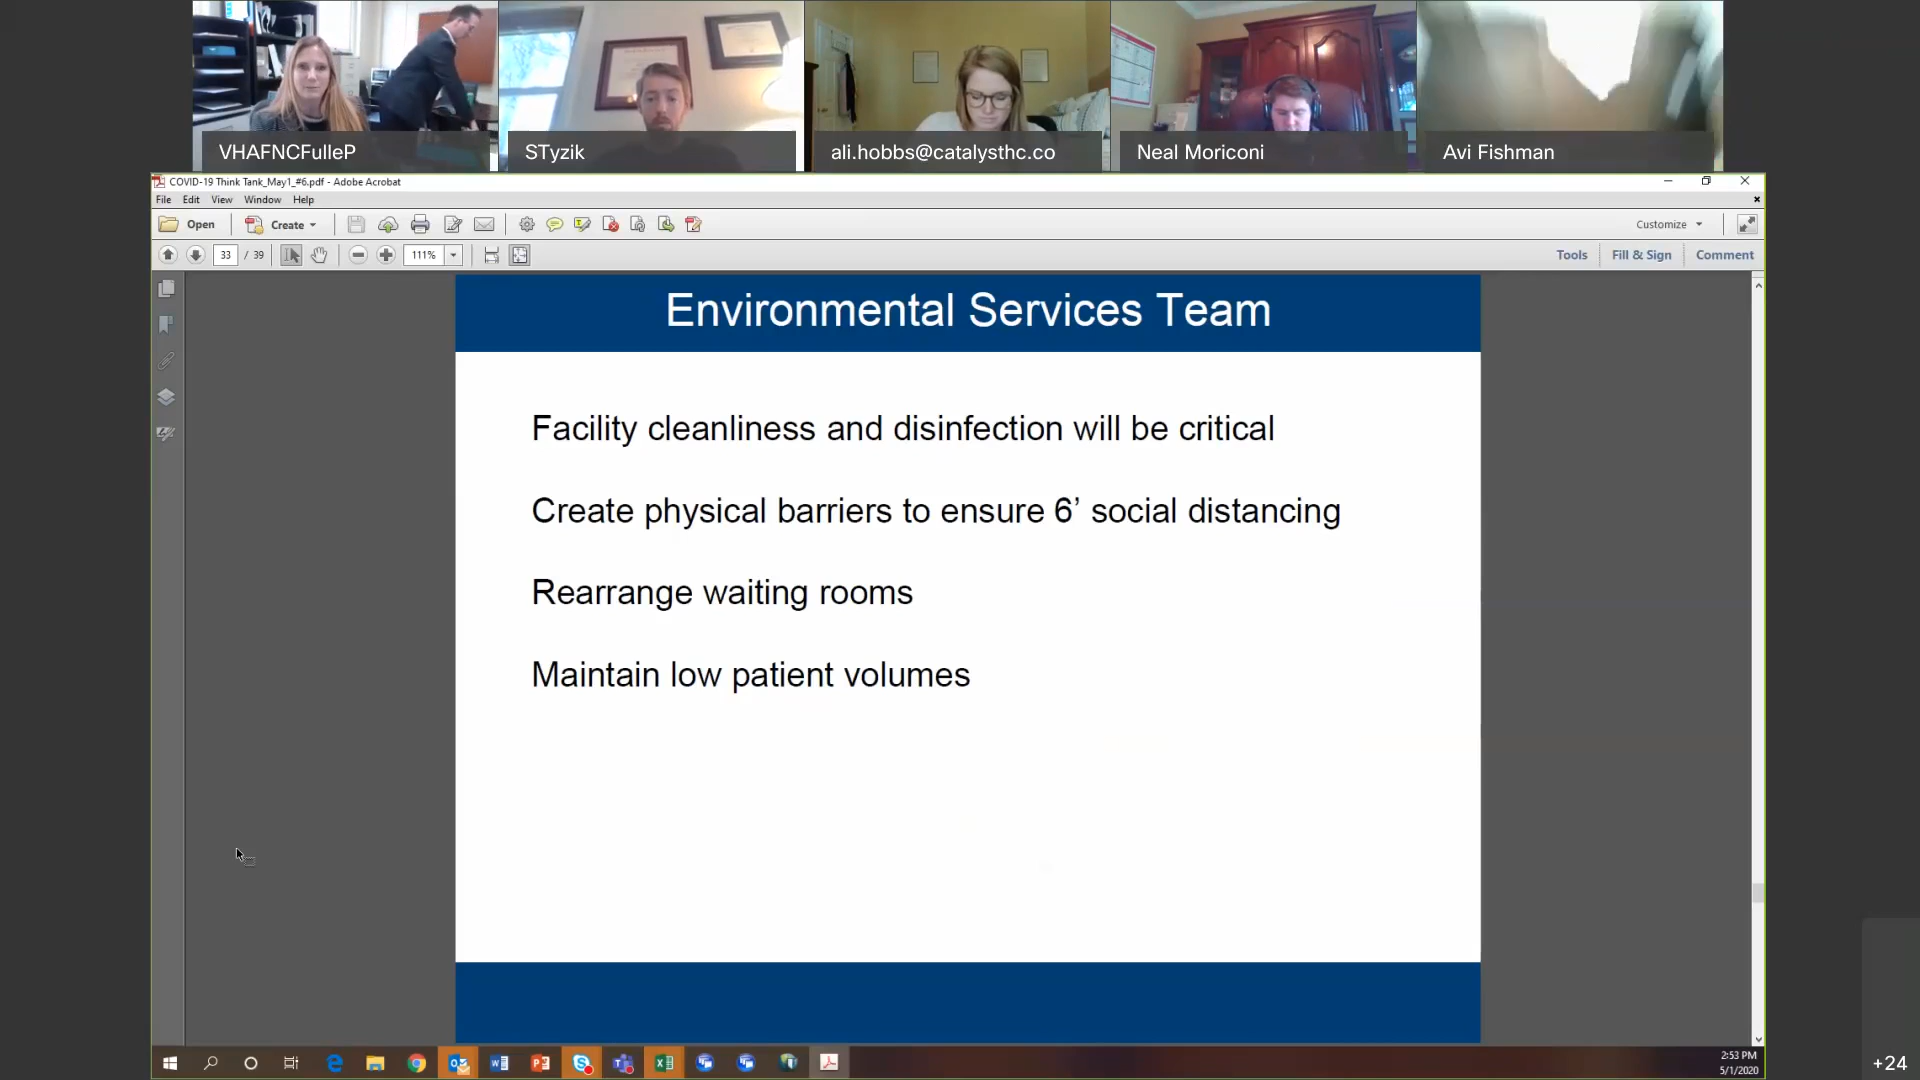 VHAFNCFulleP
STyzik
ali.hobbs@catalysthc.co
Neal Moriconi
Avi Fishman
COVID-19 Think Tank_May1_#6.pdf - Adobe Acrobat
File Edit View Window Help
Open Create Customize
33 / 39 111% Tools Fill & Sign Comment
Environmental Services Team
Facility cleanliness and disinfection will be critical
Create physical barriers to ensure 6’ social distancing
Rearrange waiting rooms
Maintain low patient volumes
2:53 PM
5/1/2020
+24